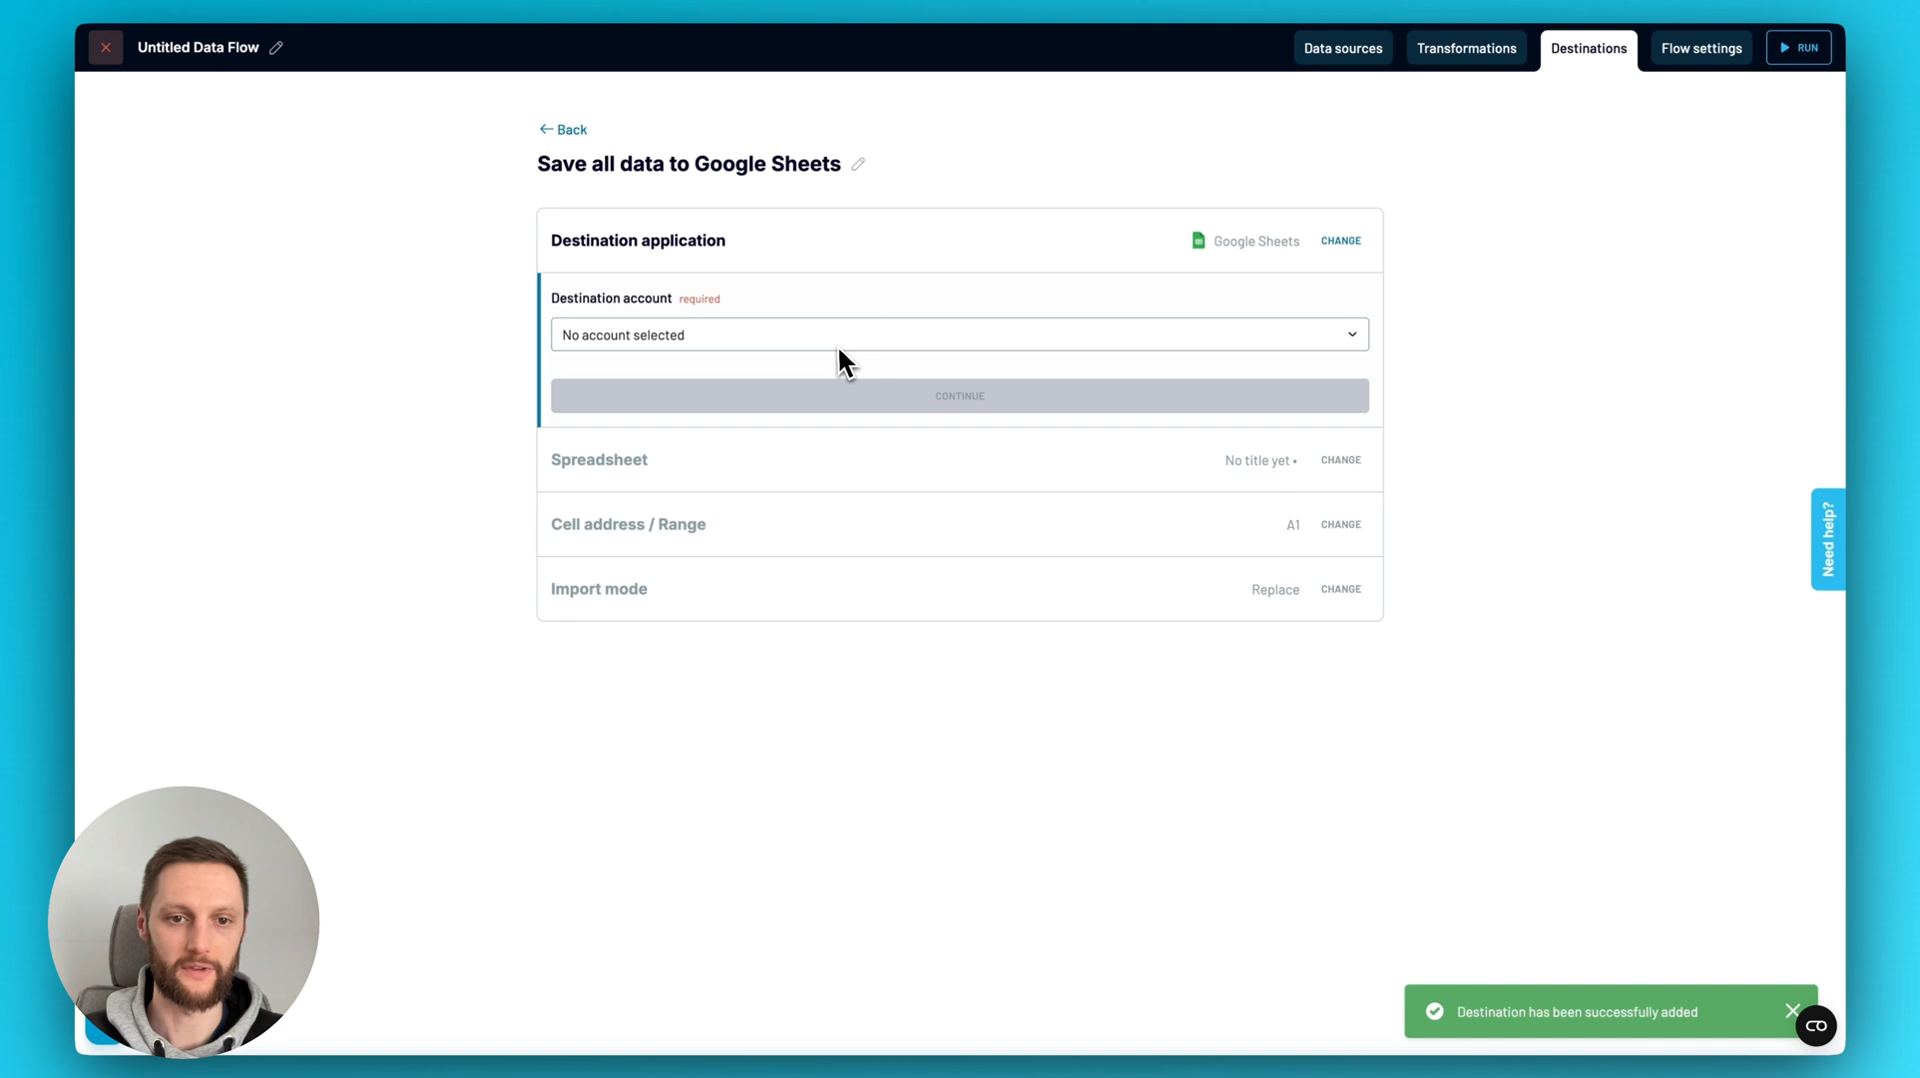 Untitled Data Flow
Data sources
Transformations
Destinations
Flow settings
RUN
Back
Save all data to Google Sheets
Destination application
Google Sheets
CHANGE
Destination account required
No account selected
CONTINUE
Spreadsheet
No title yet •
CHANGE
Cell address / Range
A1
CHANGE
Import mode
Replace
CHANGE
Need help?
Destination has been successfully added